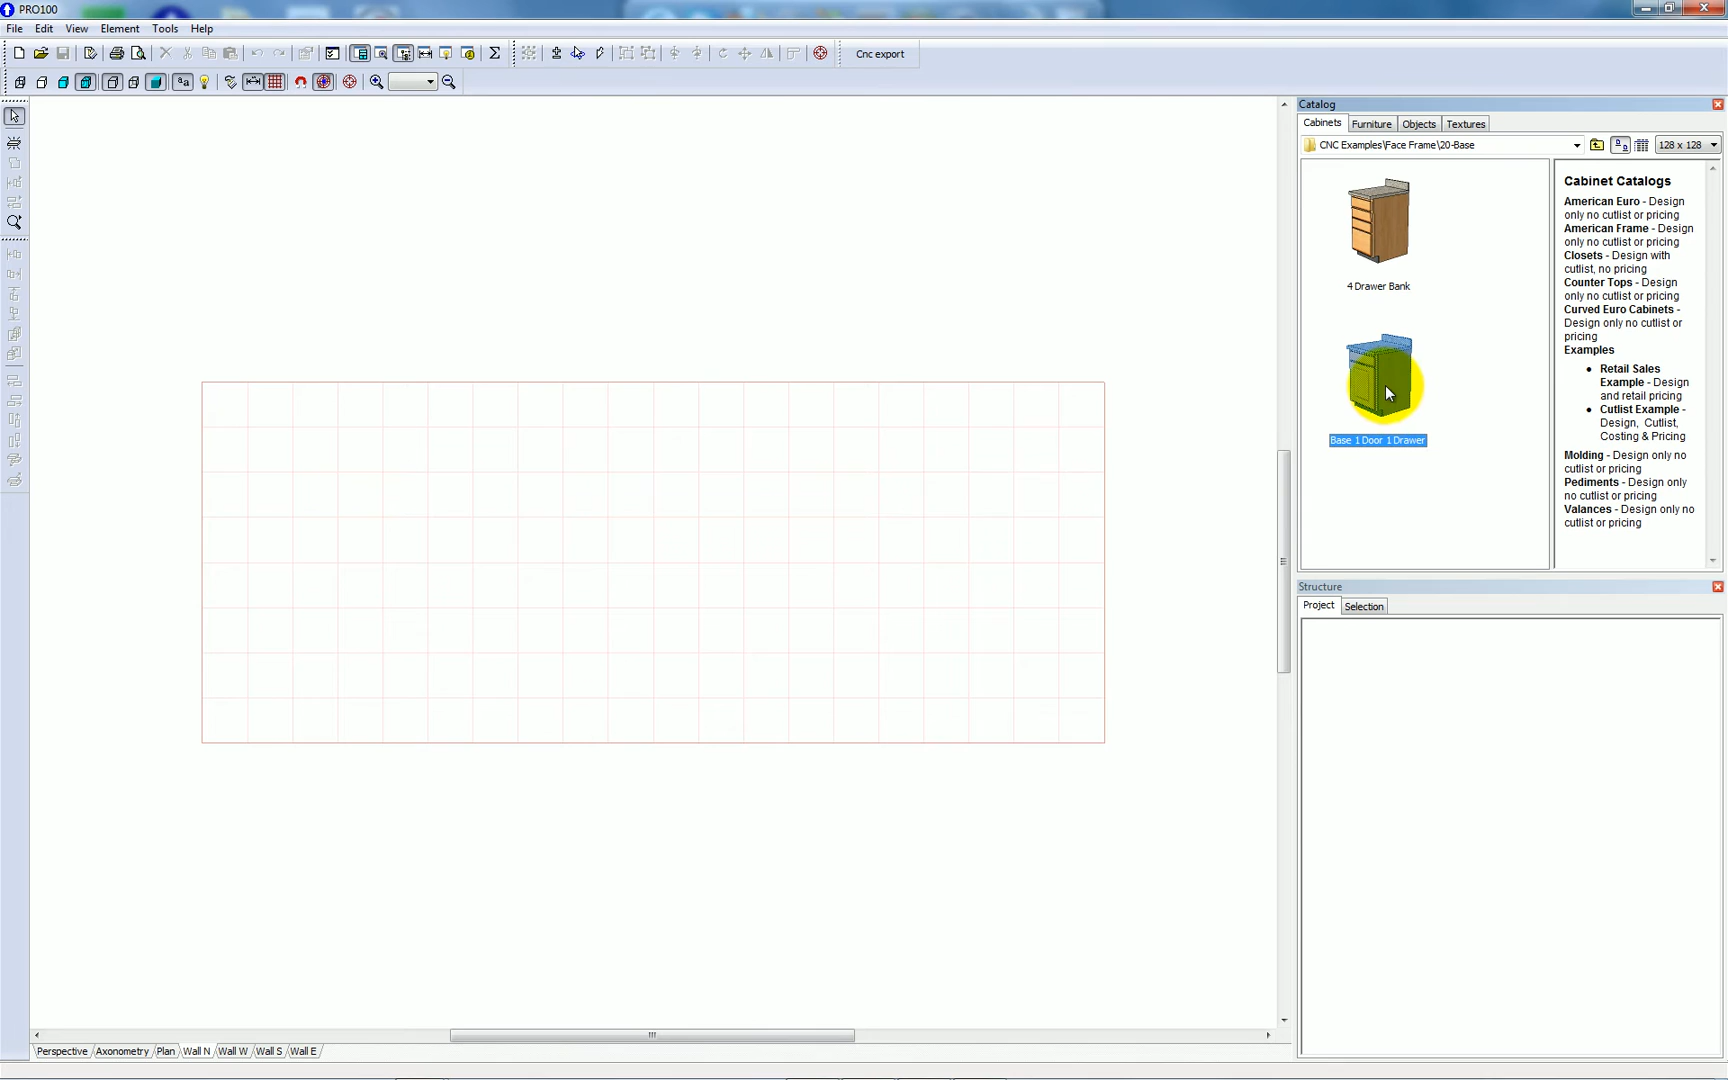 PRO100
File Edit View Element Tools Help
Cnc export
Catalog
Cabinets Furniture Objects Textures
CNC Examples\Face Frame\20-Base
128 x 128
4 Drawer Bank
Base 1 Door 1 Drawer
Cabinet Catalogs
American Euro - Design
only no cutlist or pricing
American Frame - Design
only no cutlist or pricing
Closets - Design with
cutlist, no pricing
Counter Tops - Design
only no cutlist or pricing
Curved Euro Cabinets -
Design only no cutlist or
pricing
Examples
Retail Sales
Example - Design
and retail pricing
Cutlist Example -
Design, Cutlist,
Costing & Pricing
Molding - Design only no
cutlist or pricing
Pediments - Design only
no cutlist or pricing
Valances - Design only no
cutlist or pricing
Structure
Project Selection
Perspective Axonometry Plan Wall N Wall W Wall S Wall E